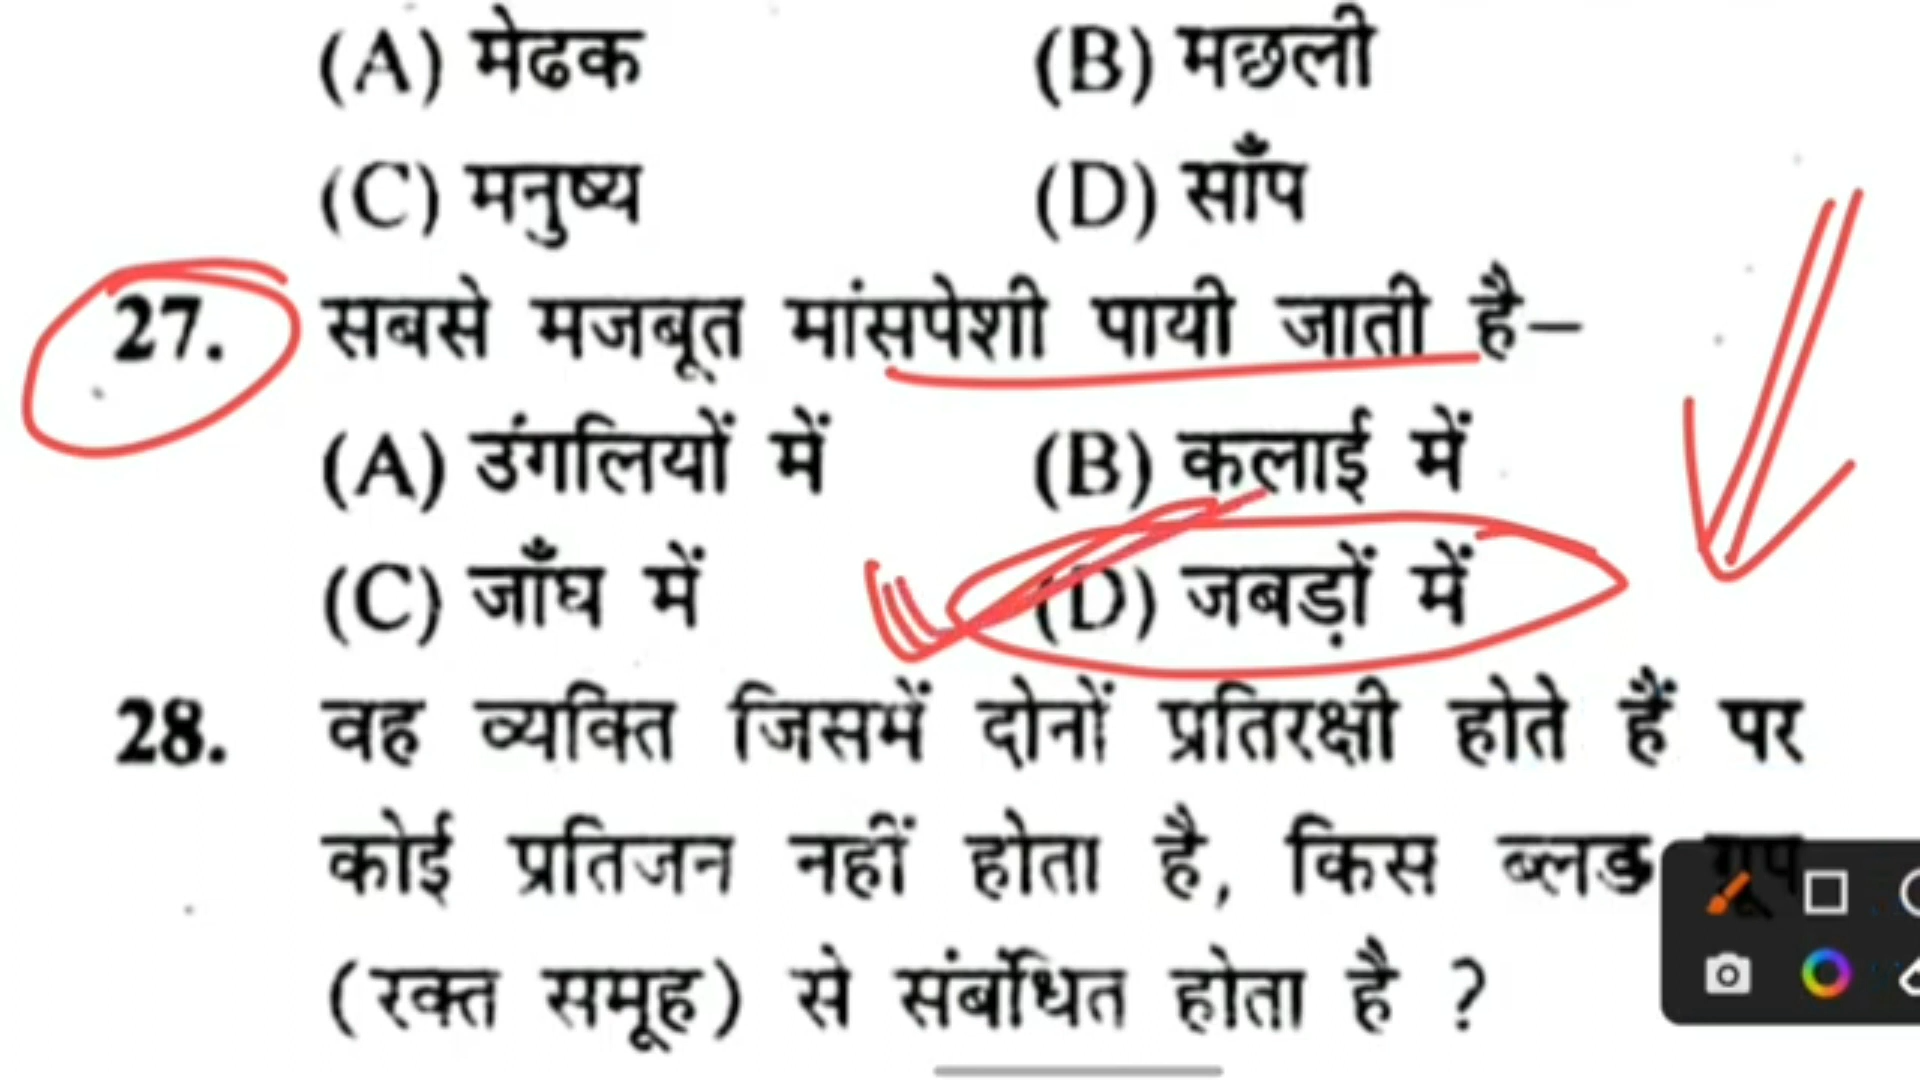 (A) मेढक (B) मछली
(C) मनुष्य (D) साँप
27. सबसे मजबूत मांसपेशी पायी जाती है–
(A) उंगलियों में (B) कलाई में
(C) जाँघ में (D) जबड़ों में
28. वह व्यक्ति जिसमें दोनों प्रतिरक्षी होते हैं पर
कोई प्रतिजन नहीं होता है, किस ब्लड ग्रूप
(रक्त समूह) से संबंधित होता है ?